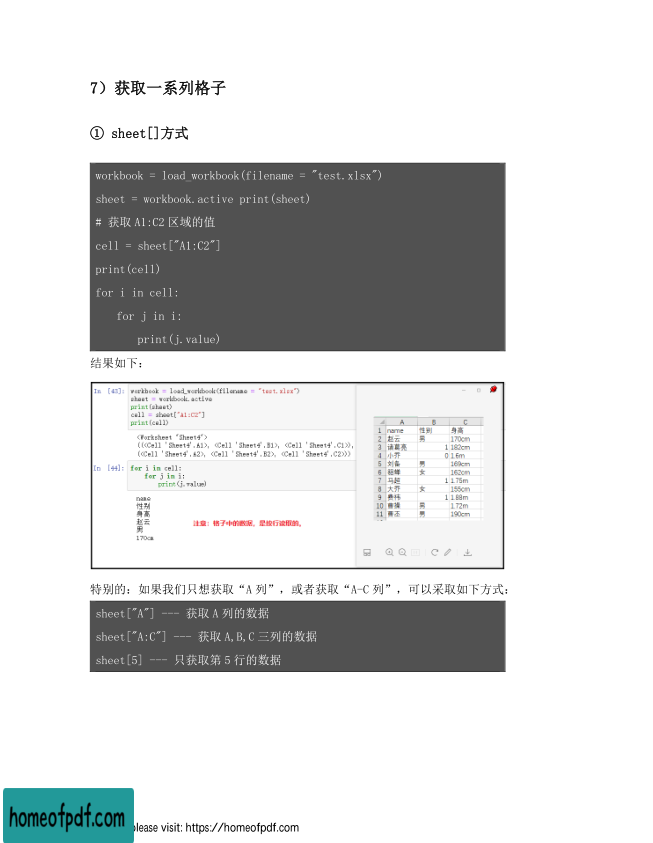 7）获取一系列格子
① sheet[]方式
workbook = load_workbook(filename = "test.xlsx")
sheet = workbook.active print(sheet)
# 获取 A1:C2 区域的值
cell = sheet["A1:C2"]
print(cell)
for i in cell:
for j in i:
print(j.value)
结果如下：
In [43]: workbook = load_workbook(filename = "test.xlsx")
sheet = workbook.active
print(sheet)
cell = sheet["A1:C2"]
print(cell)
<Worksheet "Sheet4">
((<Cell 'Sheet4'.A1>, <Cell 'Sheet4'.B1>, <Cell 'Sheet4'.C1>),
(<Cell 'Sheet4'.A2>, <Cell 'Sheet4'.B2>, <Cell 'Sheet4'.C2>))
In [44]: for i in cell:
for j in i:
print(j.value)
name
性别
身高
赵云
男
170cm
注意：格子中的数据，是按行读取的。
A B C
1 name 性别 身高
2 赵云 男 170cm
3 诸葛亮 1 182cm
4 小乔 0 1.6m
5 刘备 男 169cm
6 貂蝉 女 162cm
7 马超 1 1.75m
8 大乔 女 155cm
9 1 1.88m
10 曹操 男 1.72m
11 曹丕 男 190cm
特别的：如果我们只想获取“A 列”，或者获取“A-C 列”，可以采取如下方式：
sheet["A"] --- 获取 A 列的数据
sheet["A:C"] --- 获取 A,B,C 三列的数据
sheet[5] --- 只获取第 5 行的数据
homeofpdf.com
please visit: https://homeofpdf.com